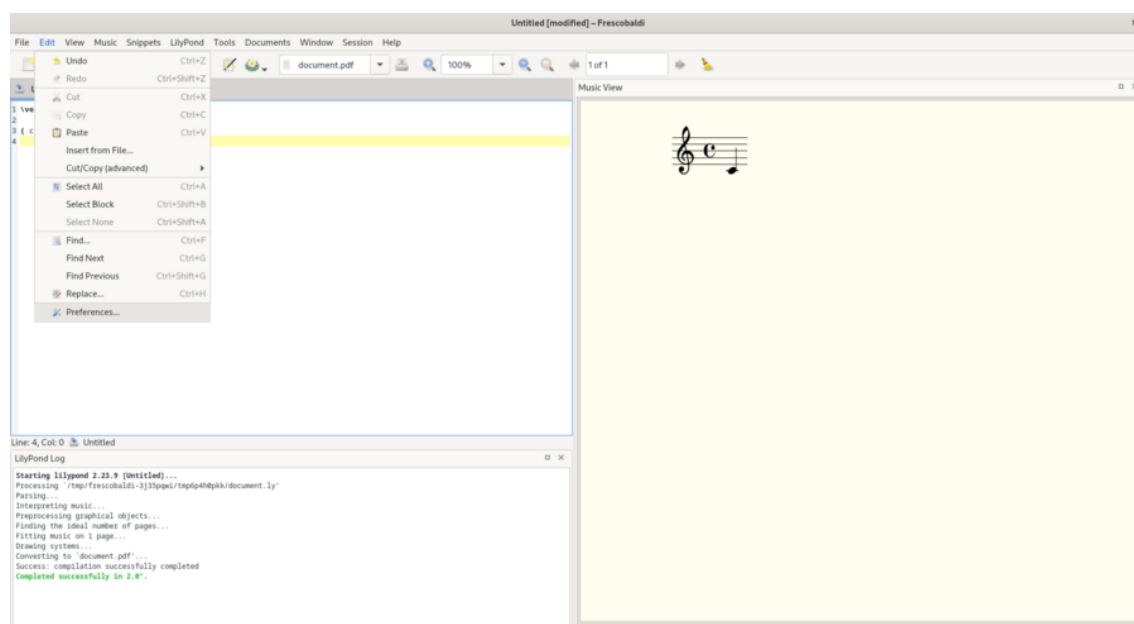 Untitled [modified] – Frescobaldi
File Edit View Music Snippets LilyPond Tools Documents Window Session Help
document.pdf 100% 1 of 1
Undo Ctrl+Z
Redo Ctrl+Shift+Z
Cut Ctrl+X
Copy Ctrl+C
Paste Ctrl+V
Insert from File...
Cut/Copy (advanced)
Select All Ctrl+A
Select Block Ctrl+Shift+B
Select None Ctrl+Shift+A
Find... Ctrl+F
Find Next Ctrl+G
Find Previous Ctrl+Shift+G
Replace... Ctrl+H
Preferences...
1 \ve
2
3 { c
4
Line: 4, Col: 0 Untitled
LilyPond Log
Starting lilypond 2.23.9 [Untitled]...
Processing `/tmp/frescobaldi-3j35pqwi/tmp6p4h0pkk/document.ly'
Parsing...
Interpreting music...
Preprocessing graphical objects...
Finding the ideal number of pages...
Fitting music on 1 page...
Drawing systems...
Converting to `document.pdf'...
Success: compilation successfully completed
Completed successfully in 2.0".
Music View